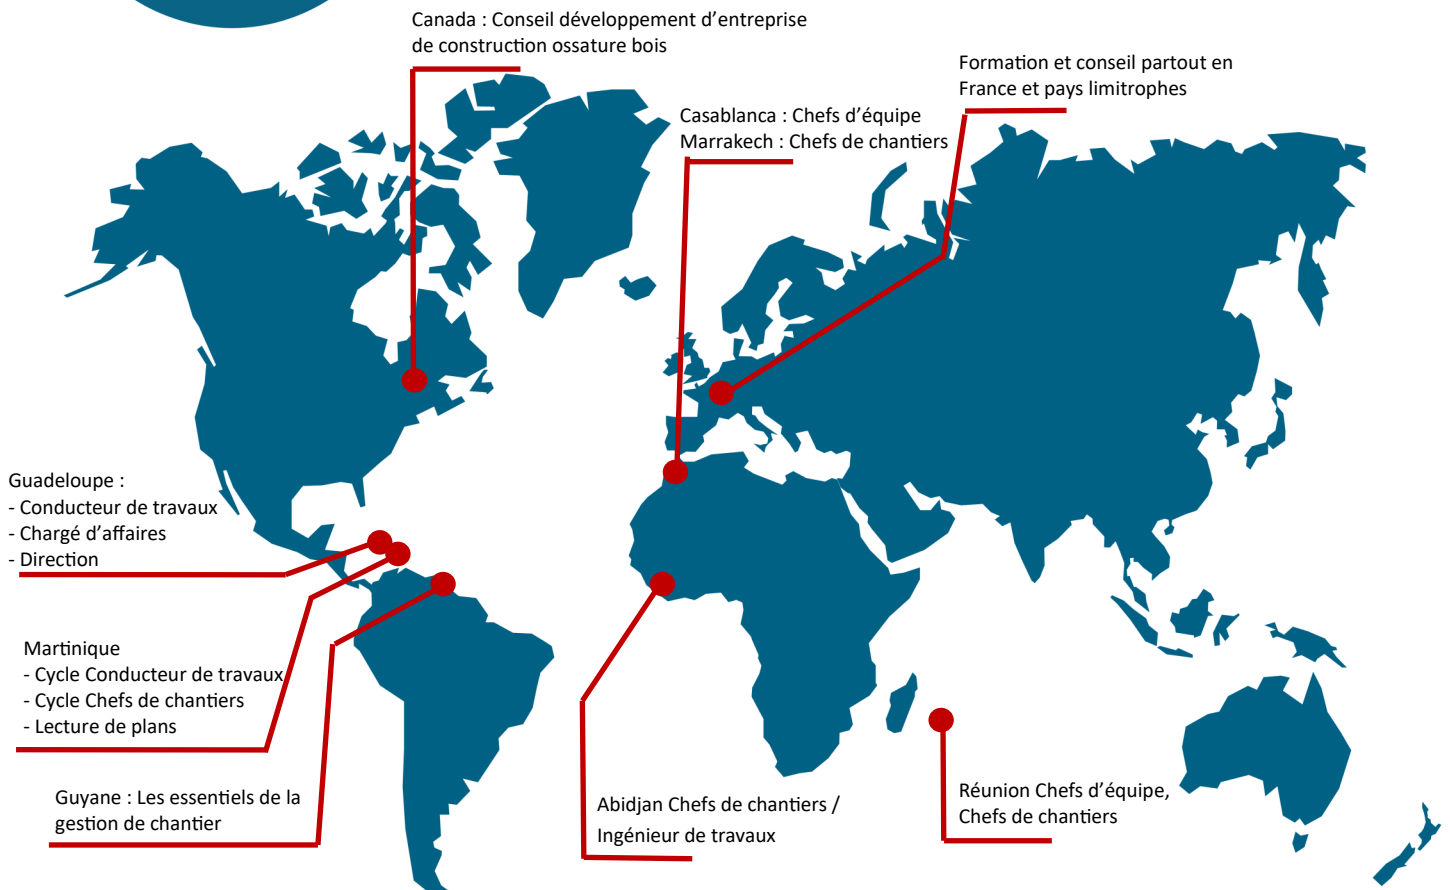 Canada : Conseil développement d’entreprise
de construction ossature bois
Formation et conseil partout en
France et pays limitrophes
Casablanca : Chefs d’équipe
Marrakech : Chefs de chantiers
Guadeloupe :
- Conducteur de travaux
- Chargé d’affaires
- Direction
Martinique
- Cycle Conducteur de travaux
- Cycle Chefs de chantiers
- Lecture de plans
Guyane : Les essentiels de la
gestion de chantier
Abidjan Chefs de chantiers /
Ingénieur de travaux
Réunion Chefs d’équipe,
Chefs de chantiers